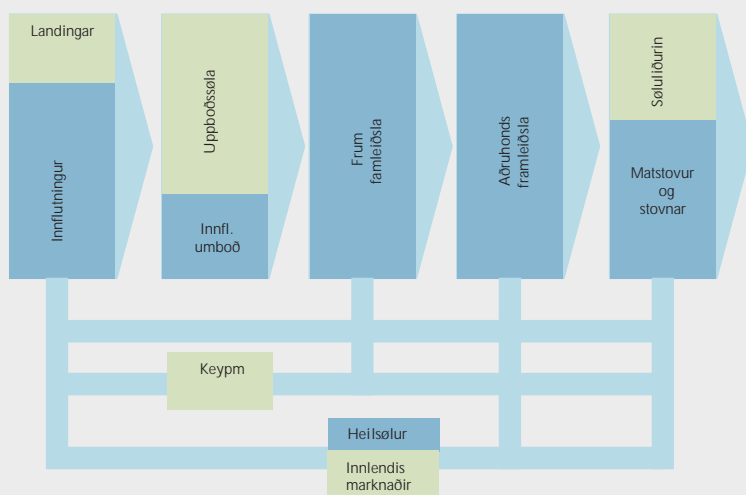 Landingar
Innflutningur
Uppboðssøla
Innfl.
umboð
Frum
famleiðsla
Aðruhonds
framleiðsla
Søluliðurin
Matstovur
og
stovnar
Keypm
Heilsølur
Innlendis
marknaðir